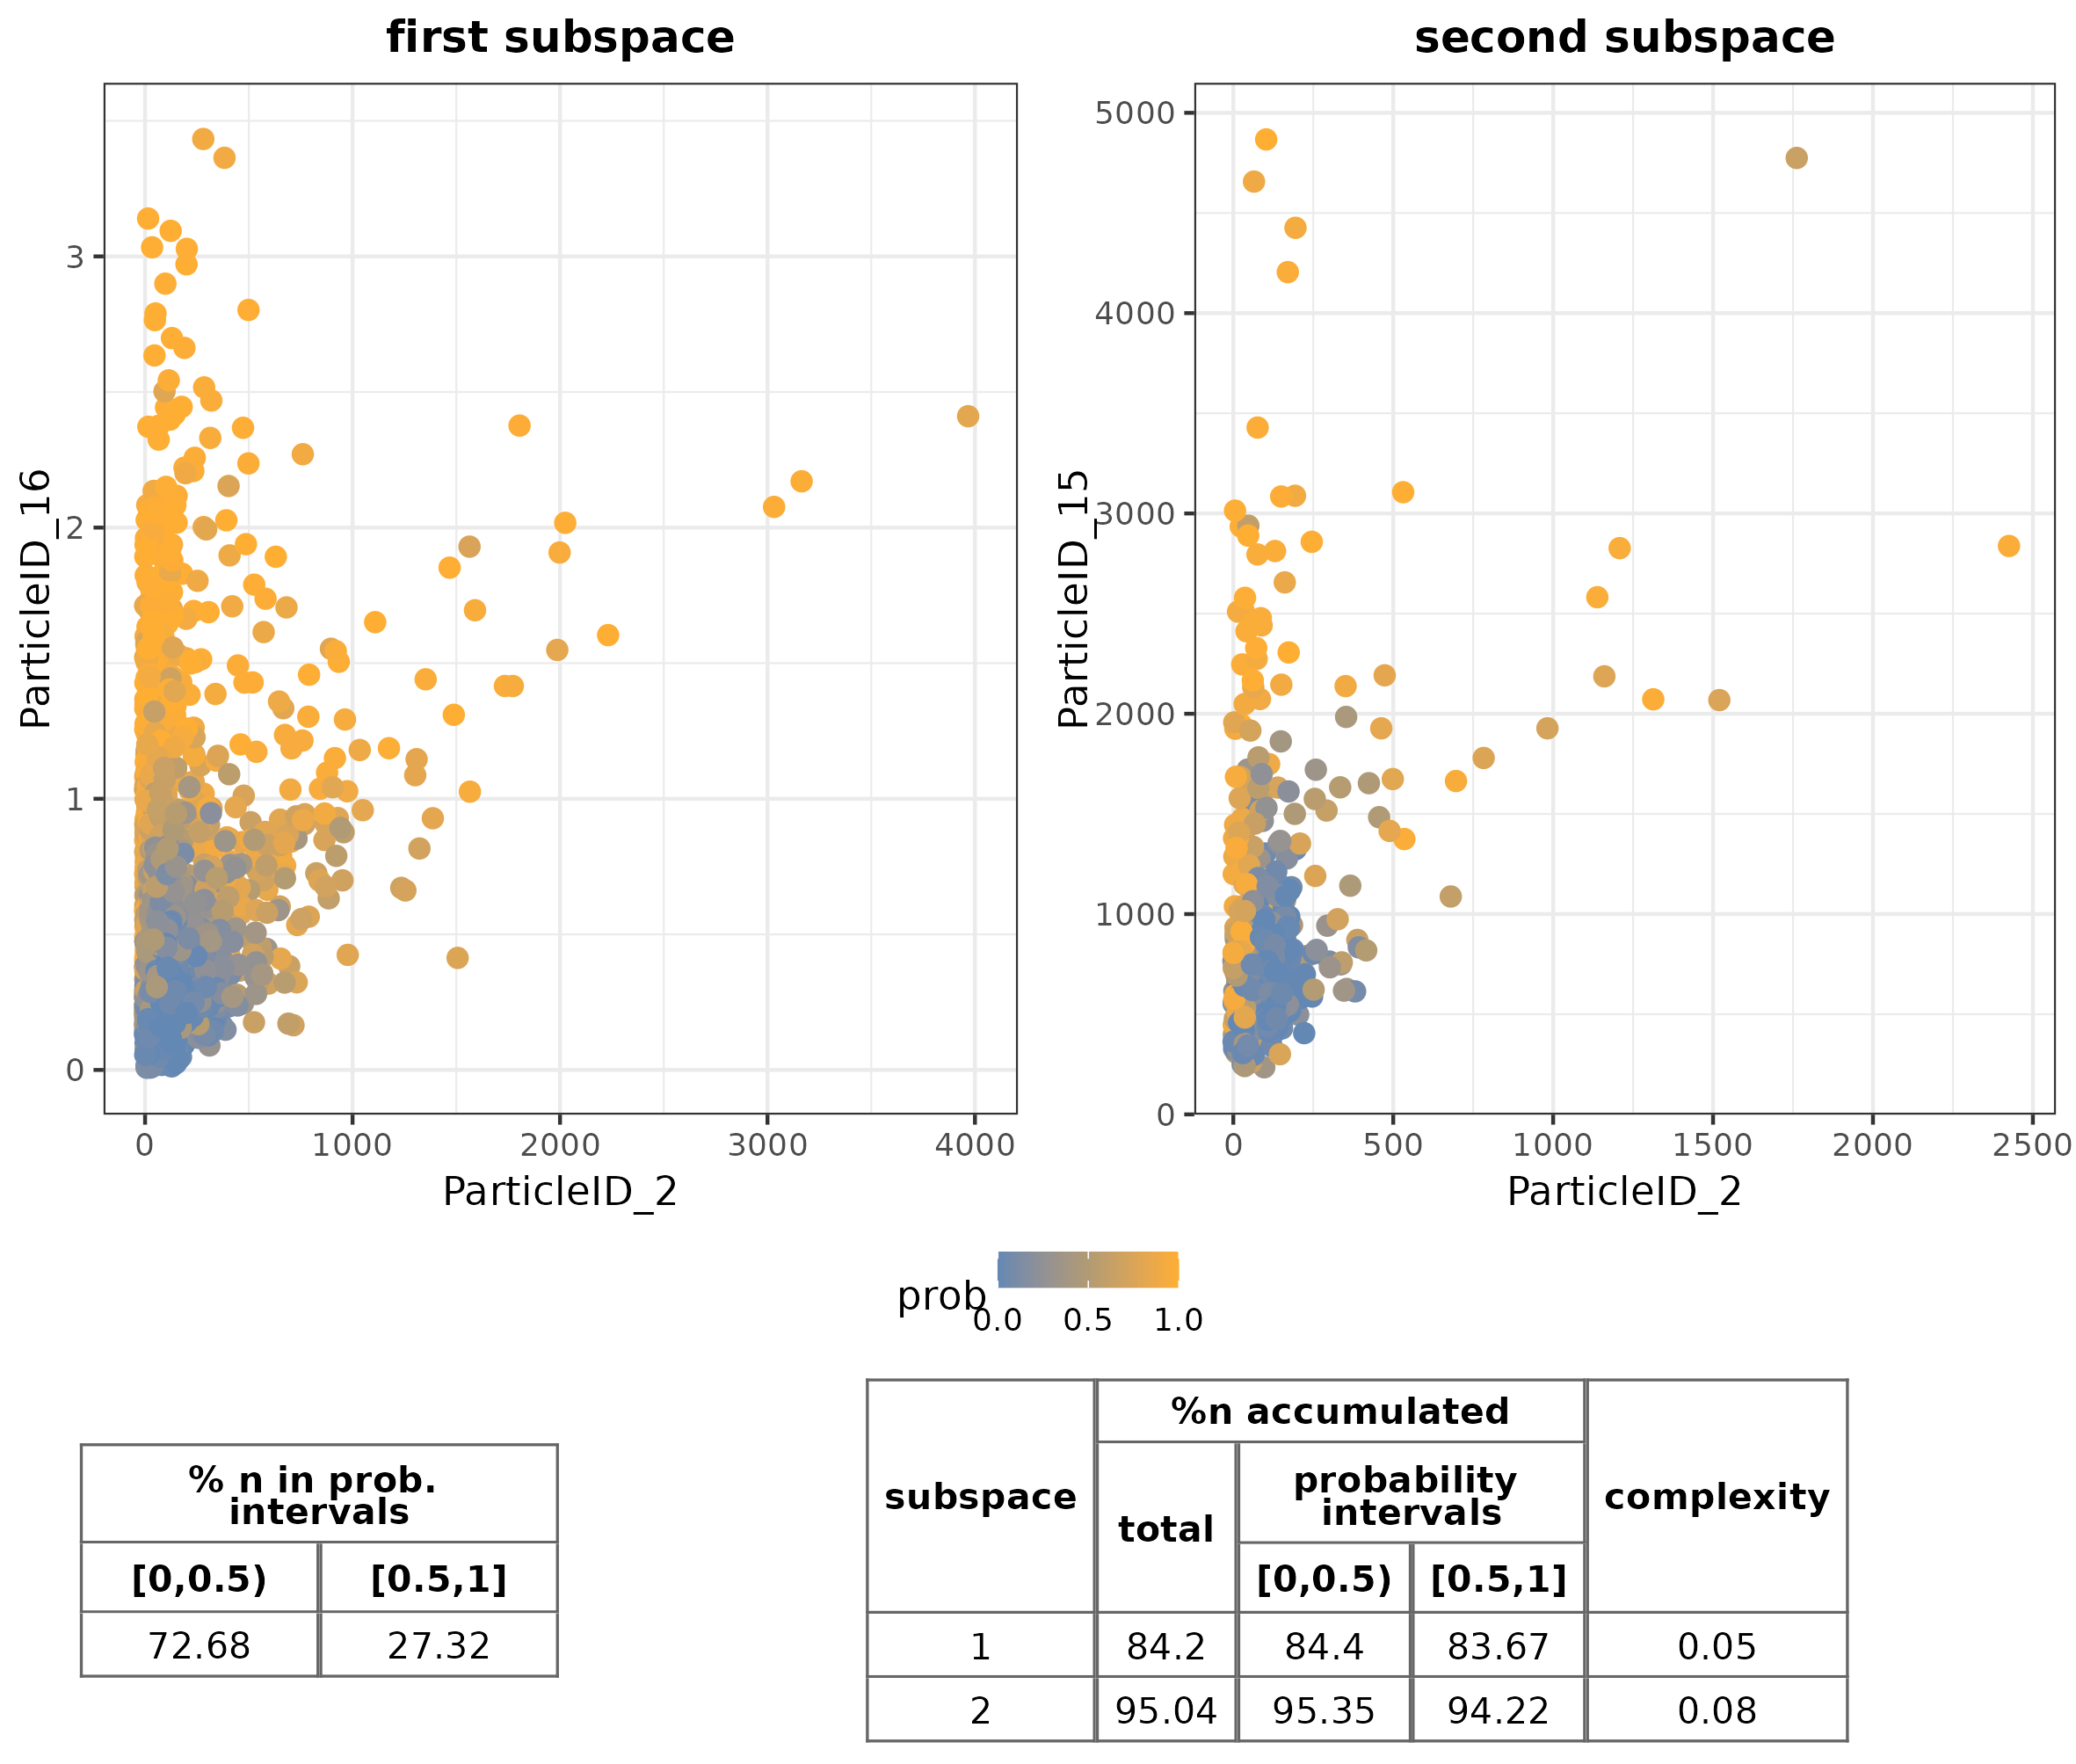 first subspace
second subspace
ParticleID_16
3
2
1
0
0 1000 2000 3000 4000
ParticleID_2
ParticleID_15
5000
4000
3000
2000
1000
0
0 500 1000 1500 2000 2500
ParticleID_2
prob
0.0 0.5 1.0
% n in prob.
intervals
[0,0.5) [0.5,1]
72.68 27.32
%n accumulated
subspace
total
probability
intervals
complexity
[0,0.5) [0.5,1]
1 84.2 84.4 83.67 0.05
2 95.04 95.35 94.22 0.08